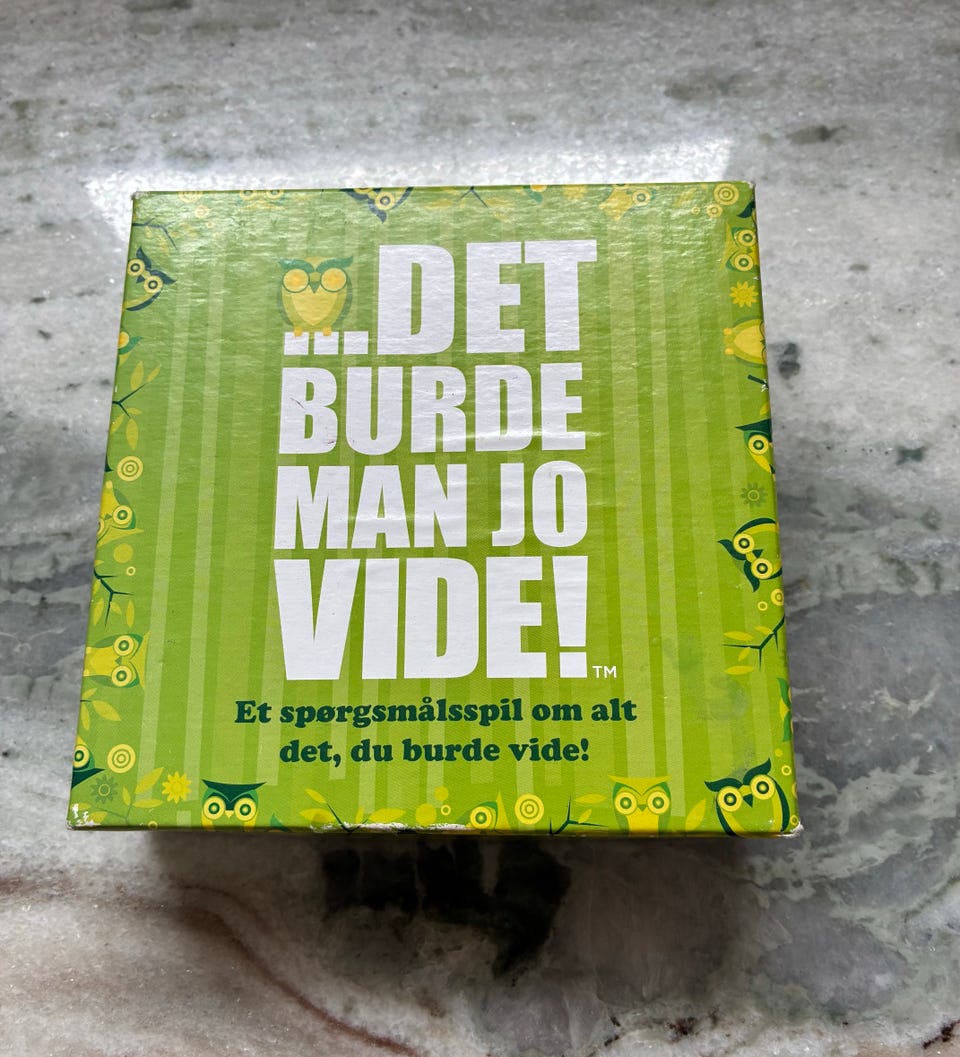 ...DET
BURDE
MAN JO
VIDE!™
Et spørgsmålsspil om alt
det, du burde vide!